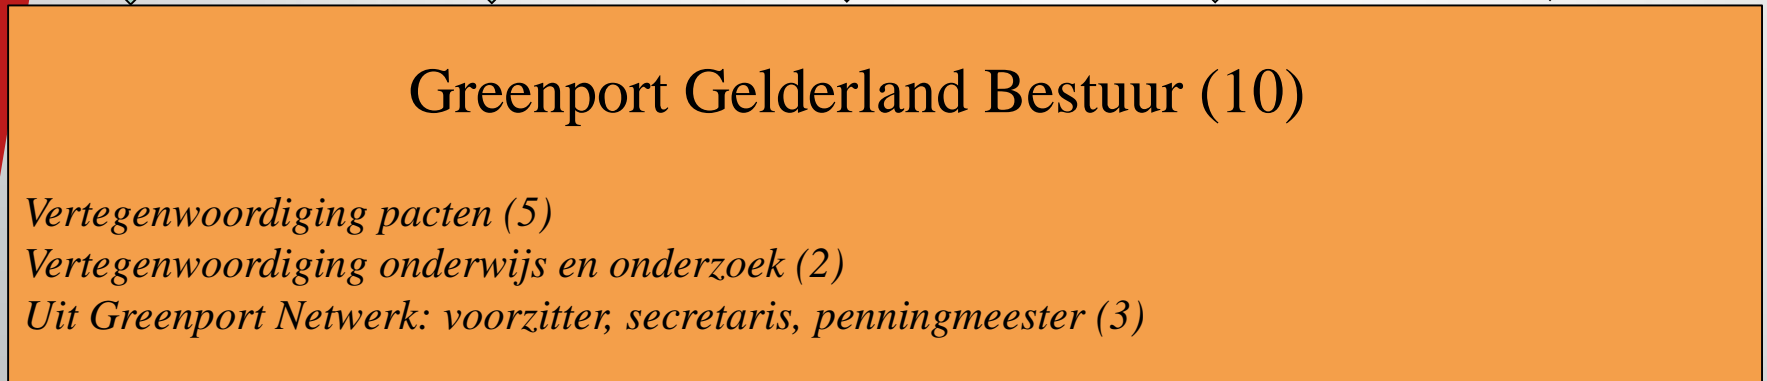 Greenport Gelderland Bestuur (10)
Vertegenwoordiging pacten (5)
Vertegenwoordiging onderwijs en onderzoek (2)
Uit Greenport Netwerk: voorzitter, secretaris, penningmeester (3)